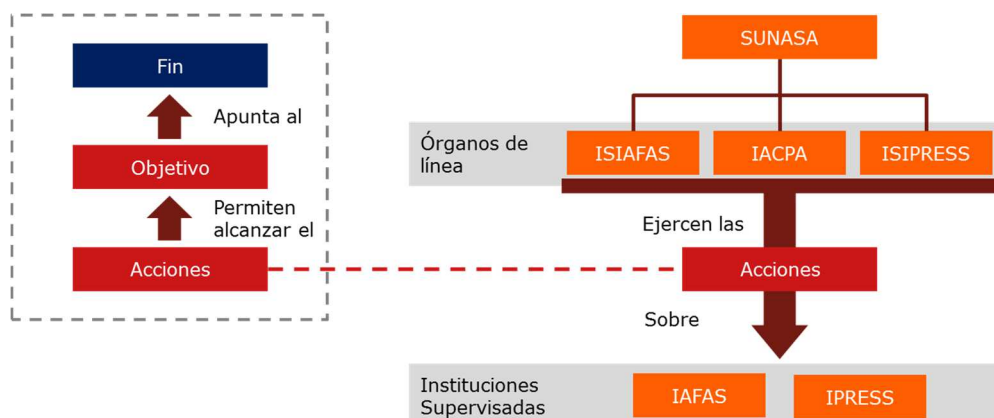 Fin
Apunta al
Objetivo
Permiten
alcanzar el
Acciones
SUNASA
Órganos de
línea
ISIAFAS
IACPA
ISIPRESS
Ejercen las
Acciones
Sobre
Instituciones
Supervisadas
IAFAS
IPRESS